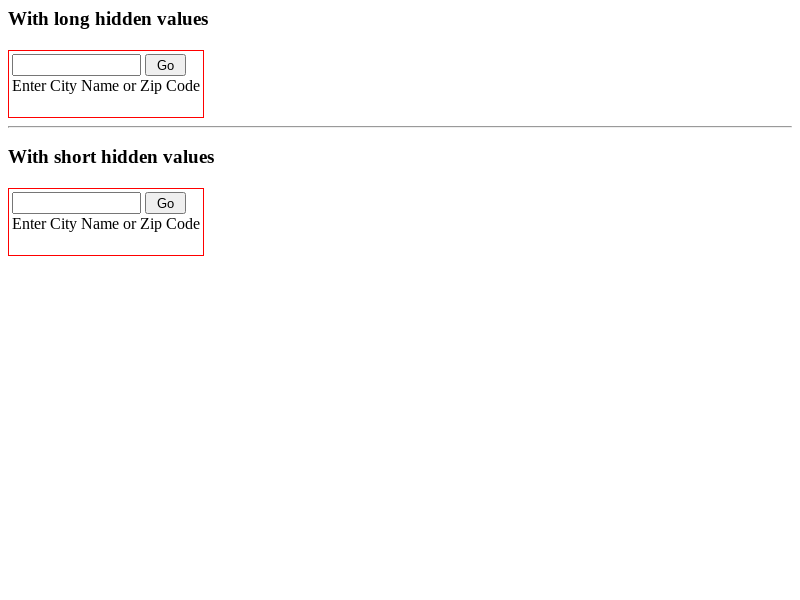 With long hidden values
Go
Enter City Name or Zip Code
With short hidden values
Go
Enter City Name or Zip Code